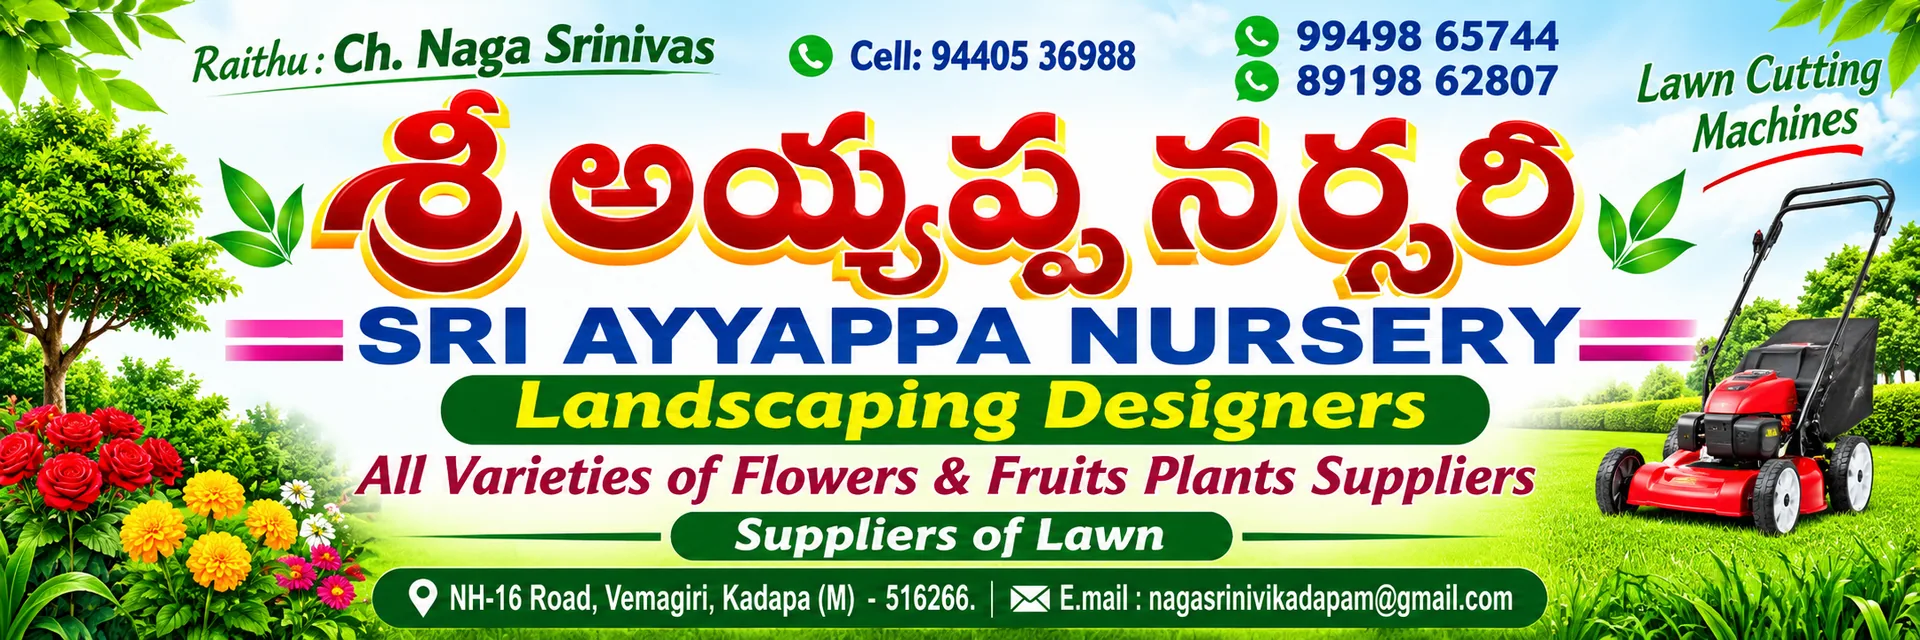 Raithu : Ch. Naga Srinivas
Cell: 94405 36988
99498 65744
89198 62807
Lawn Cutting
Machines
శ్రీ అయ్యప్ప నర్సరీ
SRI AYYAPPA NURSERY
Landscaping Designers
All Varieties of Flowers & Fruits Plants Suppliers
Suppliers of Lawn
NH-16 Road, Vemagiri, Kadapa (M) - 516266. | E.mail : nagasrinivikadapam@gmail.com